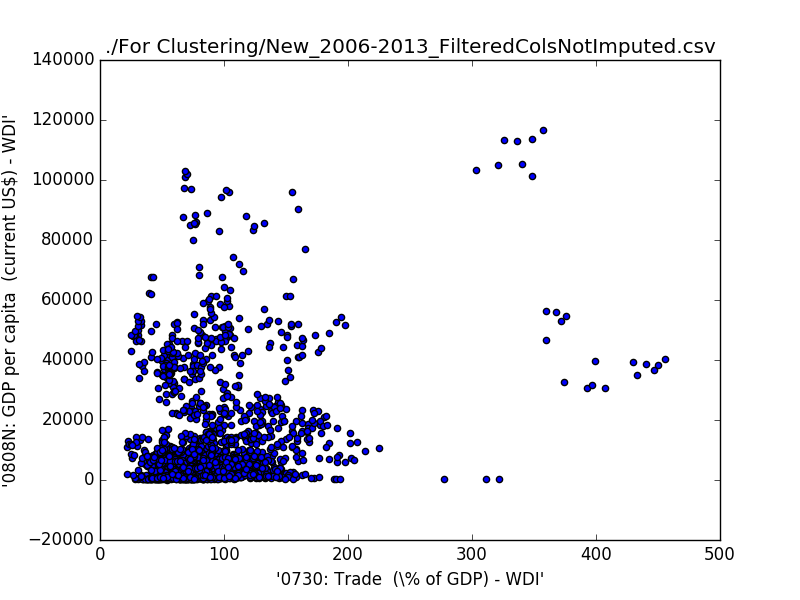 ./For Clustering/New_2006-2013_FilteredColsNotImputed.csv
140000
120000
100000
80000
60000
40000
20000
0
−20000
'0808N: GDP per capita  (current US$) - WDI'
0 100 200 300 400 500
'0730: Trade  (\% of GDP) - WDI'